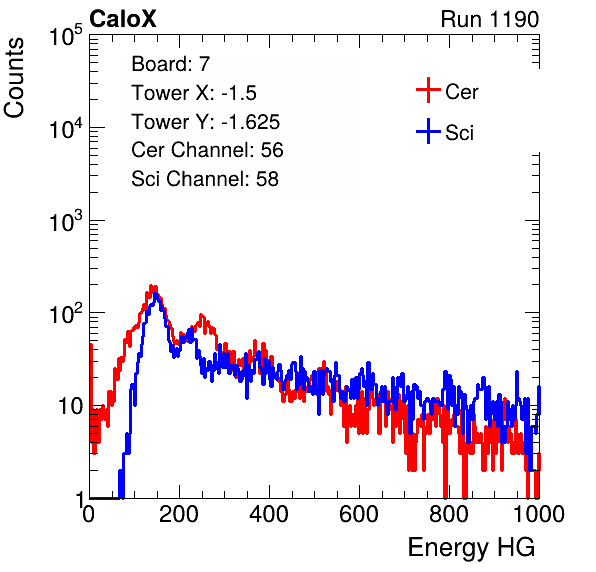 CaloX Run 1190
Counts
Board: 7
Tower X: -1.5
Tower Y: -1.625
Cer Channel: 56
Sci Channel: 58
Cer
Sci
10^5
10^4
10^3
10^2
10
1
0 200 400 600 800 1000
Energy HG